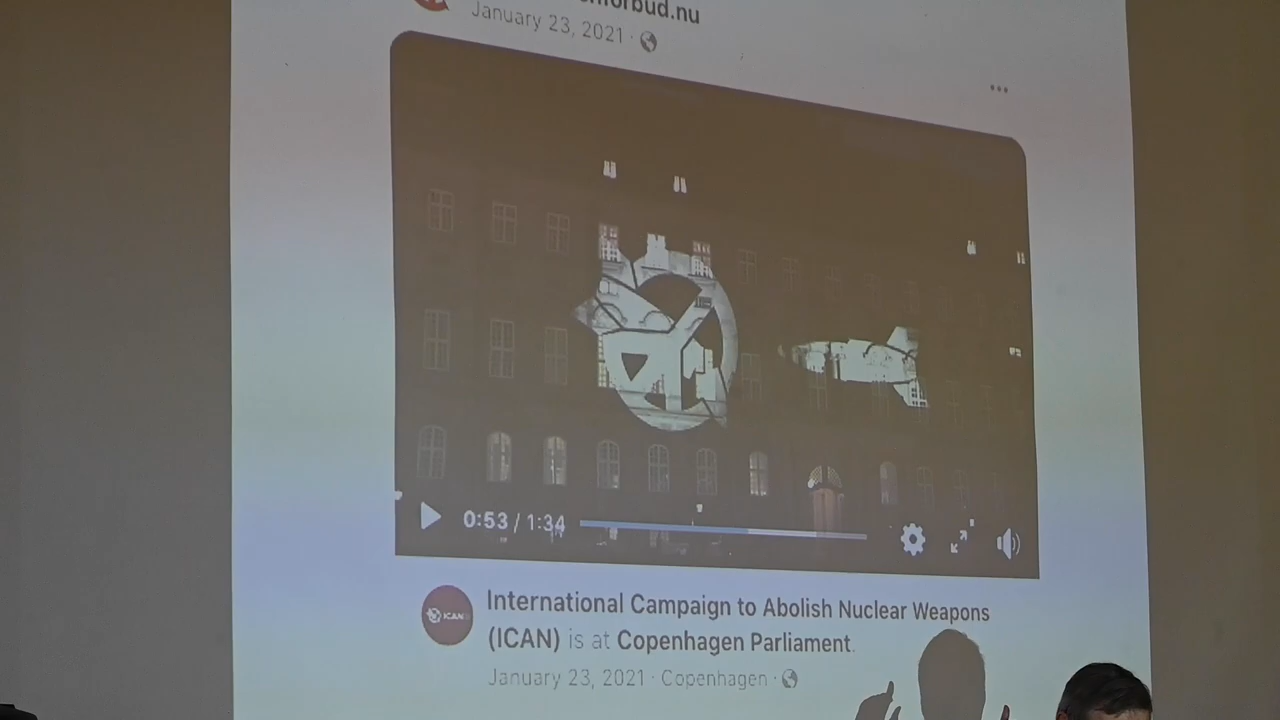 January 23, 2021 ·
0:53 / 1:34
ICAN
International Campaign to Abolish Nuclear Weapons
(ICAN) is at Copenhagen Parliament.
January 23, 2021 · Copenhagen ·